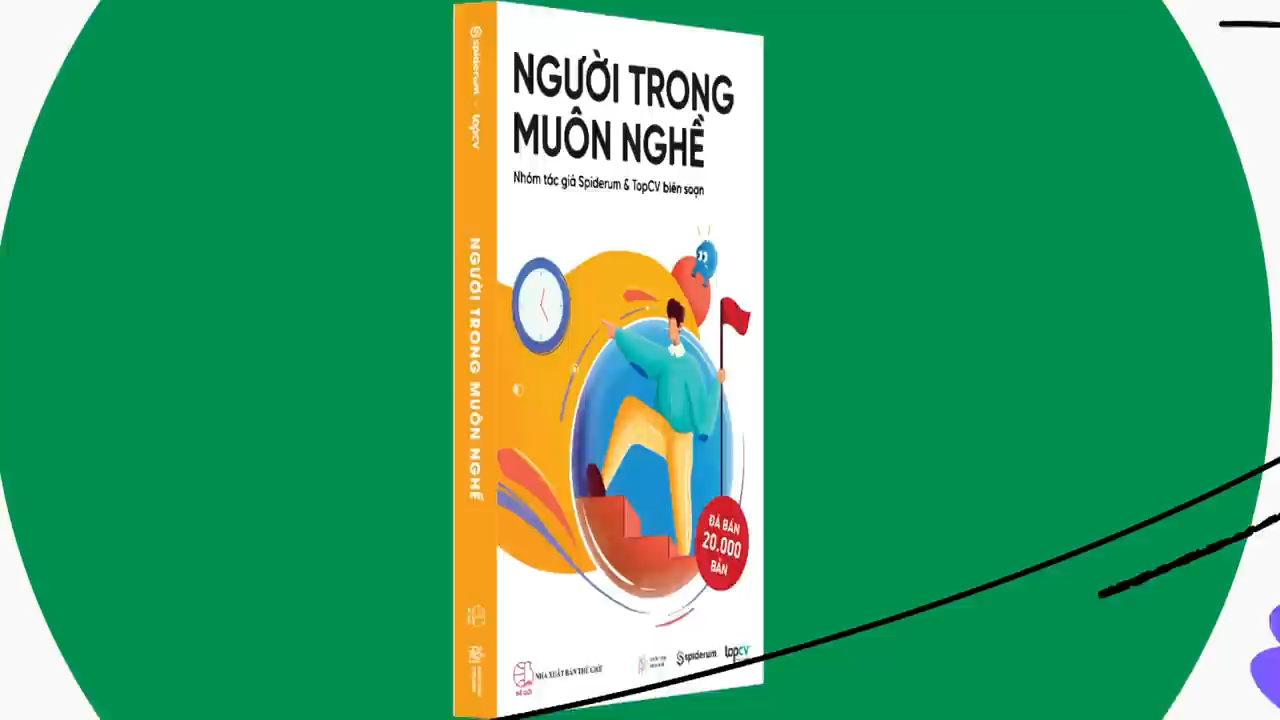 spiderum
topcv
NGƯỜI TRONG MUÔN NGHỀ
NGƯỜI TRONG
MUÔN NGHỀ
Nhóm tác giả Spiderum & TopCV biên soạn
ĐÃ BÁN
20.000
BẢN
NHÀ XUẤT BẢN THẾ GIỚI
spiderum
topcv